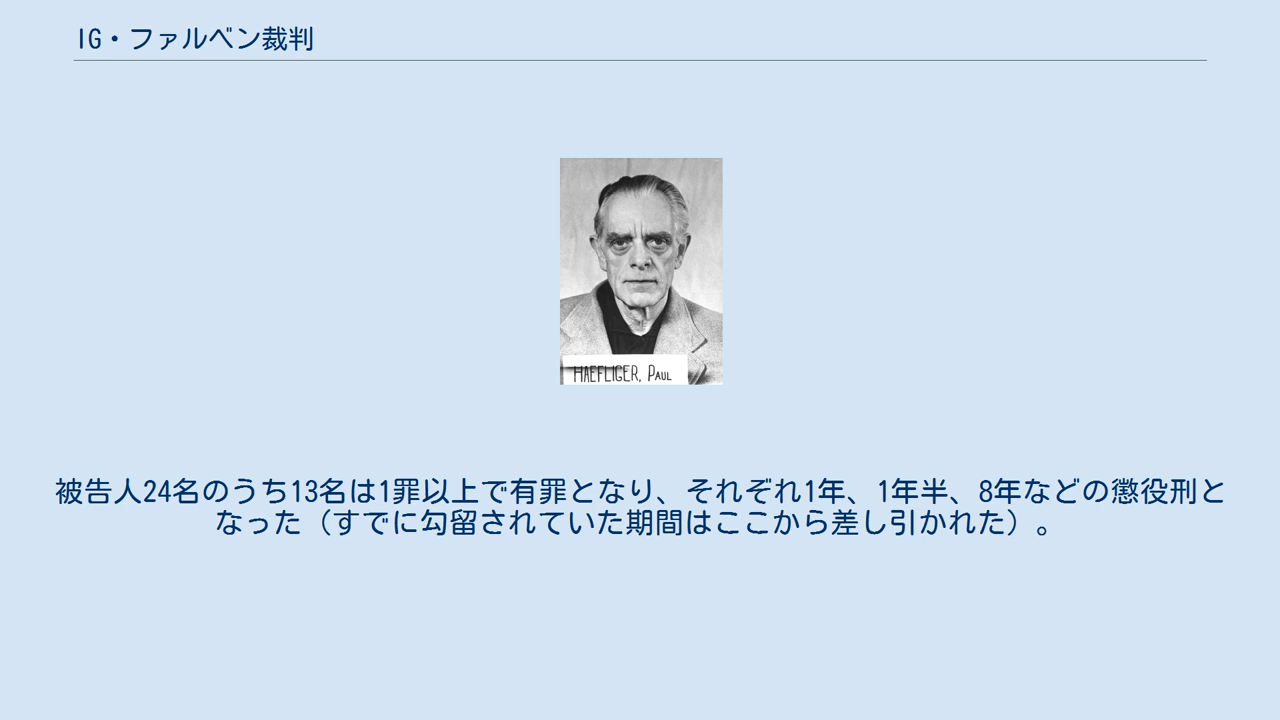 IG・ファルベン裁判
HAEFLIGER, PAUL
被告人24名のうち13名は1罪以上で有罪となり、それぞれ1年、1年半、8年などの懲役刑と
なった（すでに勾留されていた期間はここから差し引かれた）。